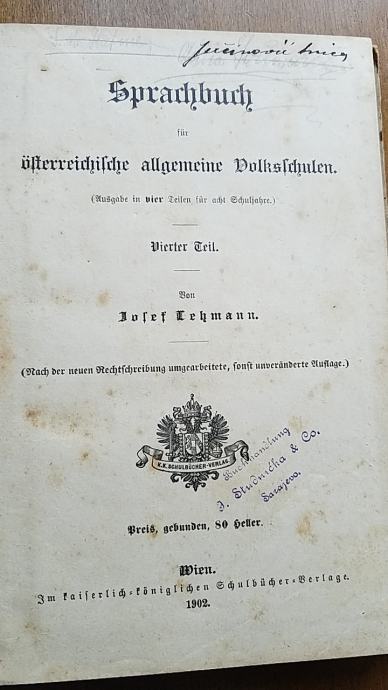 Sprachbuch
für
österreichische allgemeine Volksschulen.
(Ausgabe in vier Teilen für acht Schuljahre.)
Vierter Teil.
Von
Josef Lehmann.
(Nach der neuen Rechtschreibung umgearbeitete, sonst unveränderte Auflage.)
K.K. SCHULBÜCHER-VERLAG
Buchhandlung
J. Studnička & Co.
Sarajevo.
Preis, gebunden, 80 Heller.
Wien.
Im kaiserlich-königlichen Schulbücher-Verlage.
1902.